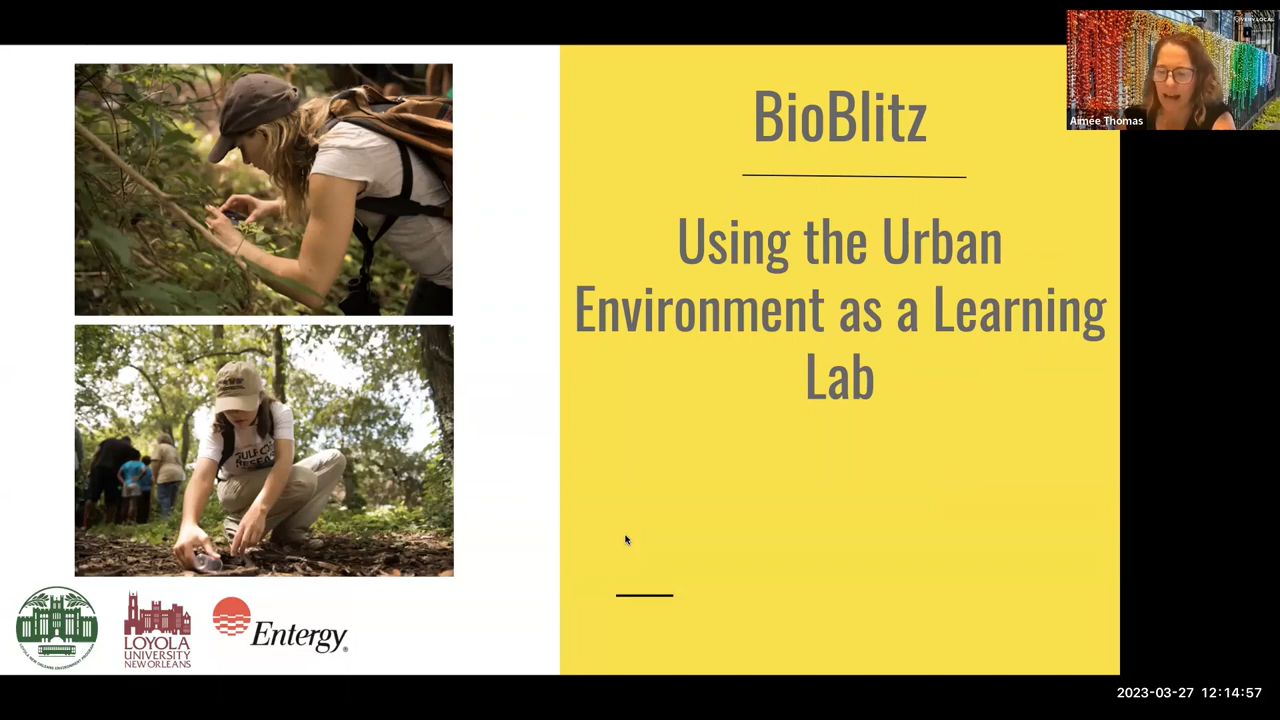 BioBlitz
Using the Urban
Environment as a Learning
Lab
Aimée Thomas
LOYOLA
UNIVERSITY
NEW ORLEANS
Entergy
2023-03-27 12:14:57